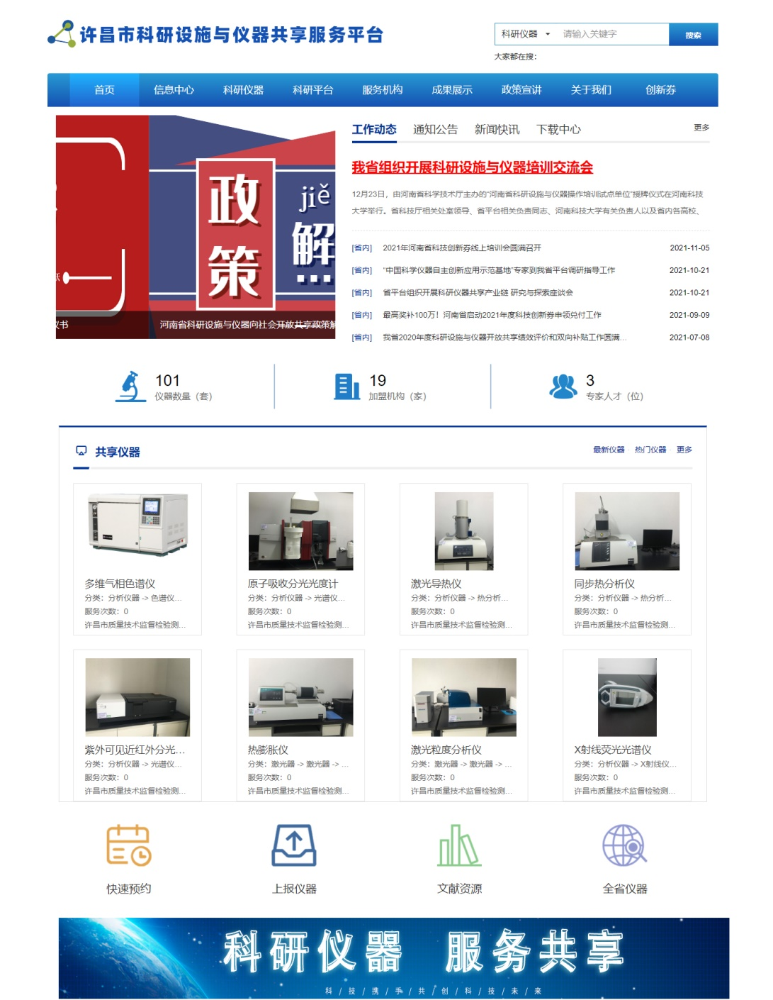 许昌市科研设施与仪器共享服务平台
科研仪器 请输入关键字 搜索
大家都在搜：
首页 信息中心 科研仪器 科研平台 服务机构 成果展示 政策宣讲 关于我们 创新券
政策
jiě
解
...
议书
河南省科研设施与仪器向社会开放共享政策解
工作动态 通知公告 新闻快讯 下载中心 更多
我省组织开展科研设施与仪器培训交流会
12月23日，由河南省科学技术厅主办的“河南省科研设施与仪器操作培训试点单位”授牌仪式在河南科技
大学举行。省科技厅相关处室领导、省平台相关负责同志、河南科技大学有关负责人以及省内各高校、
[省内] 2021年河南省科技创新券线上培训会圆满召开 2021-11-05
[省内] “中国科学仪器自主创新应用示范基地”专家到我省平台调研指导工作 2021-10-21
[省内] 省平台组织开展科研仪器共享产业链 研究与探索座谈会 2021-10-21
[省内] 最高奖补100万！河南省启动2021年度科技创新券申领兑付工作 2021-09-09
[省内] 我省2020年度科研设施与仪器开放共享绩效评价和双向补贴工作圆满... 2021-07-08
101
仪器数量（套）
19
加盟机构（家）
3
专家人才（位）
共享仪器 最新仪器 热门仪器 更多
多维气相色谱仪
分类：分析仪器 -> 色谱仪...
服务次数：0
许昌市质量技术监督检验测...
原子吸收分光光度计
分类：分析仪器 -> 光谱仪...
服务次数：0
许昌市质量技术监督检验测...
激光导热仪
分类：分析仪器 -> 热分析...
服务次数：0
许昌市质量技术监督检验测...
同步热分析仪
分类：分析仪器 -> 热分析...
服务次数：0
许昌市质量技术监督检验测...
紫外可见近红外分光...
分类：分析仪器 -> 光谱仪...
服务次数：0
许昌市质量技术监督检验测...
热膨胀仪
分类：激光器 -> 激光器 -> ...
服务次数：0
许昌市质量技术监督检验测...
激光粒度分析仪
分类：激光器 -> 激光器 -> ...
服务次数：0
许昌市质量技术监督检验测...
X射线荧光光谱仪
分类：分析仪器 -> X射线仪...
服务次数：0
许昌市质量技术监督检验测...
快速预约 上报仪器 文献资源 全省仪器
科研仪器 服务共享
科 / 技 / 携 / 手 / 共 / 创 / 科 / 技 / 未 / 来